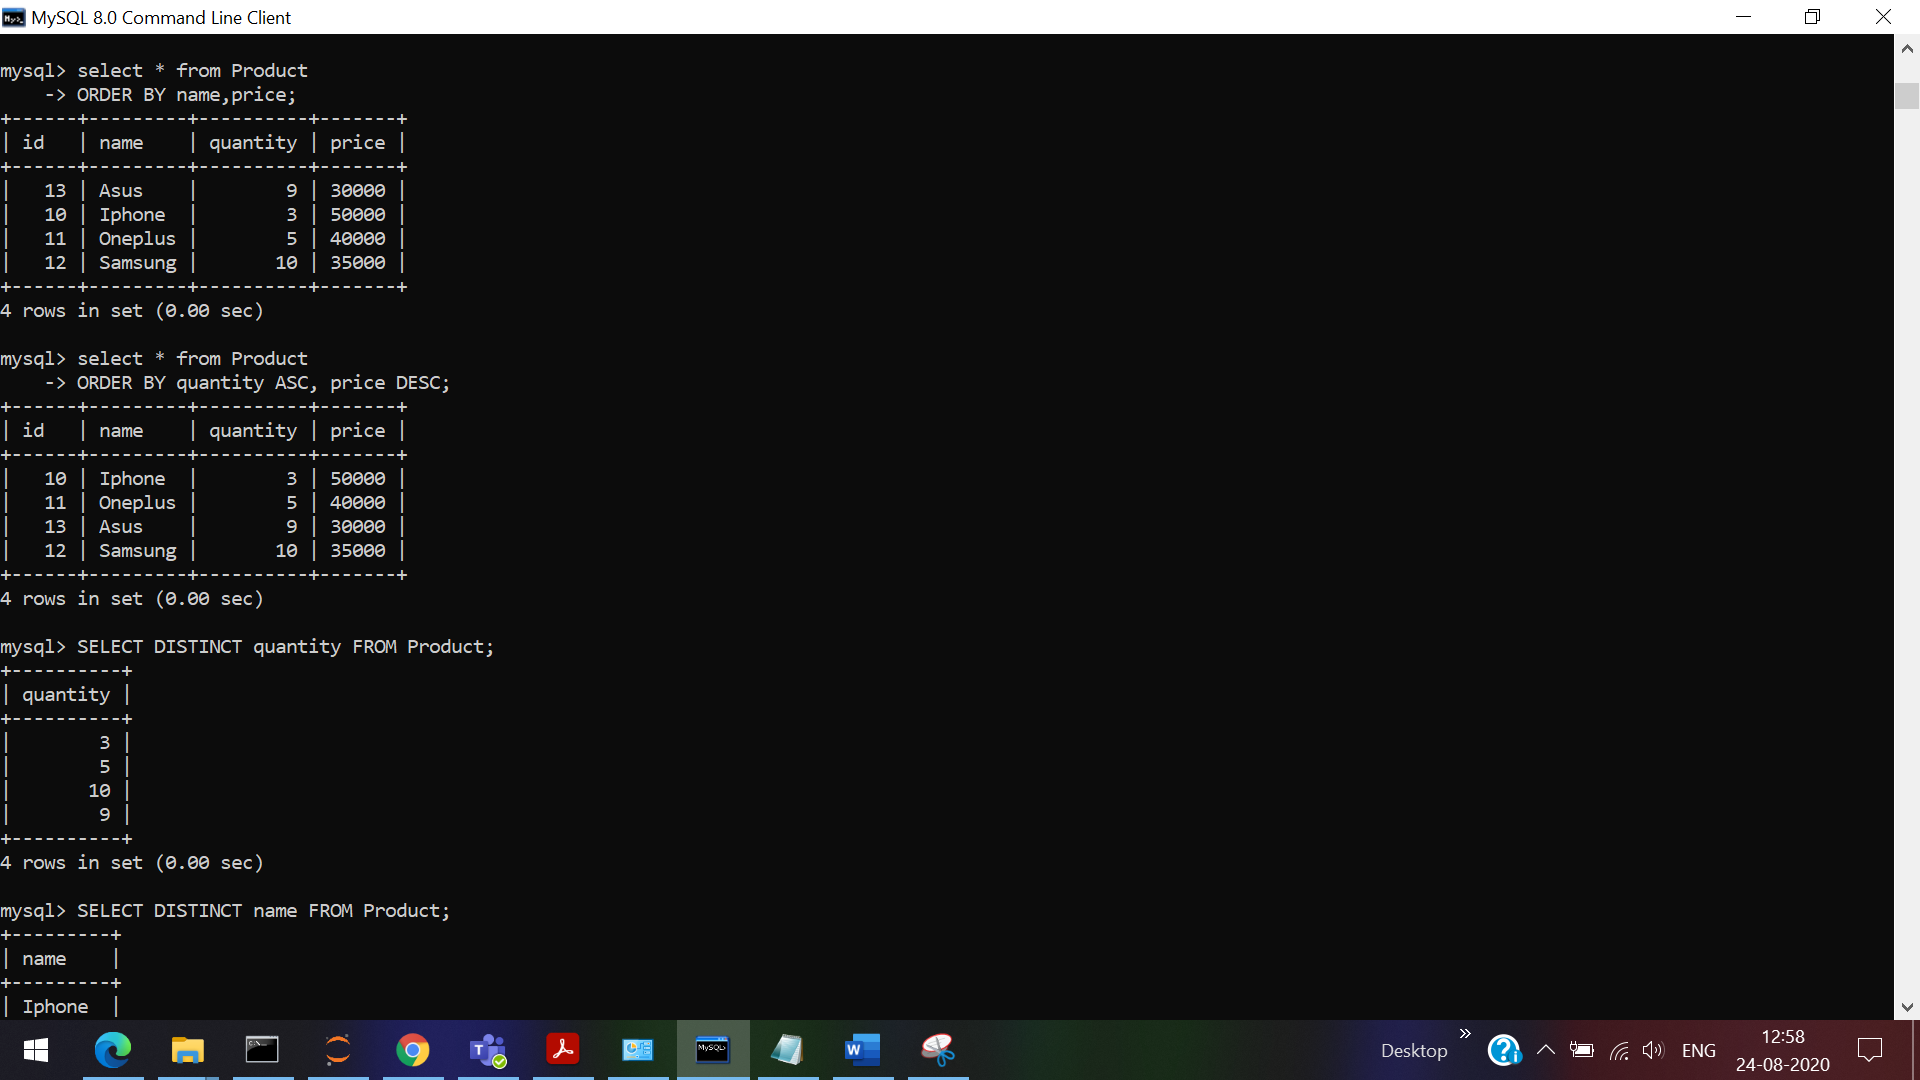 MySQL 8.0 Command Line Client
mysql> select * from Product
    -> ORDER BY name,price;
+------+---------+----------+-------+
| id   | name    | quantity | price |
+------+---------+----------+-------+
|   13 | Asus    |        9 | 30000 |
|   10 | Iphone  |        3 | 50000 |
|   11 | Oneplus |        5 | 40000 |
|   12 | Samsung |       10 | 35000 |
+------+---------+----------+-------+
4 rows in set (0.00 sec)
mysql> select * from Product
    -> ORDER BY quantity ASC, price DESC;
+------+---------+----------+-------+
| id   | name    | quantity | price |
+------+---------+----------+-------+
|   10 | Iphone  |        3 | 50000 |
|   11 | Oneplus |        5 | 40000 |
|   13 | Asus    |        9 | 30000 |
|   12 | Samsung |       10 | 35000 |
+------+---------+----------+-------+
4 rows in set (0.00 sec)
mysql> SELECT DISTINCT quantity FROM Product;
+----------+
| quantity |
+----------+
|        3 |
|        5 |
|       10 |
|        9 |
+----------+
4 rows in set (0.00 sec)
mysql> SELECT DISTINCT name FROM Product;
+---------+
| name    |
+---------+
| Iphone  |
Desktop
ENG
12:58
24-08-2020